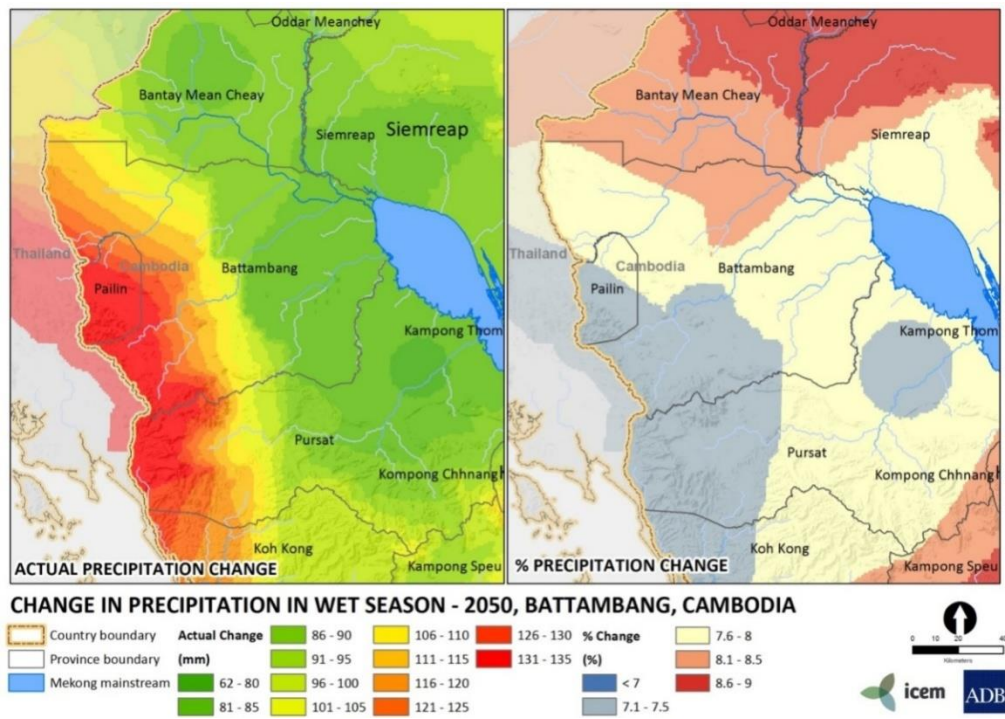 Oddar Meanchey
Bantay Mean Cheay
Siemreap
Siemreap
Thailand
Cambodia
Battambang
Pailin
Kampong Thom
Pursat
Kompong Chhnang
Koh Kong
Kampong Speu
ACTUAL PRECIPITATION CHANGE
Oddar Meanchey
Bantay Mean Cheay
Siemreap
Thailand
Cambodia
Battambang
Pailin
Kampong Thom
Pursat
Kompong Chhnang
Koh Kong
Kampong Speu
% PRECIPITATION CHANGE
CHANGE IN PRECIPITATION IN WET SEASON - 2050, BATTAMBANG, CAMBODIA
Country boundary
Province boundary
Mekong mainstream
Actual Change
(mm)
62 - 80
81 - 85
86 - 90
91 - 95
96 - 100
101 - 105
106 - 110
111 - 115
116 - 120
121 - 125
126 - 130
131 - 135
% Change
(%)
< 7
7.1 - 7.5
7.6 - 8
8.1 - 8.5
8.6 - 9
0 10 20 40
Kilometers
icem
ADB